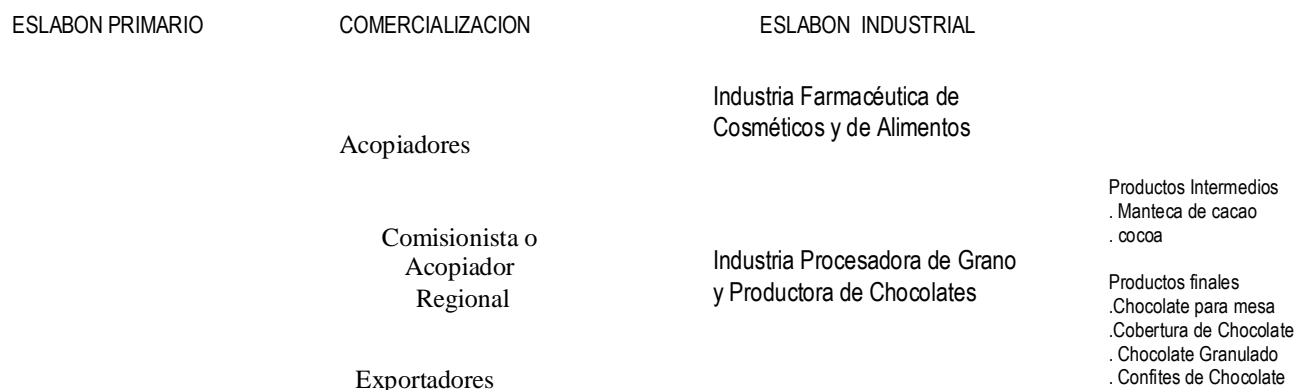 ESLABON PRIMARIO
COMERCIALIZACION
ESLABON INDUSTRIAL
Industria Farmacéutica de
Cosméticos y de Alimentos
Acopiadores
Comisionista o
Acopiador
Regional
Industria Procesadora de Grano
y Productora de Chocolates
Productos Intermedios
. Manteca de cacao
. cocoa
Productos finales
.Chocolate para mesa
.Cobertura de Chocolate
. Chocolate Granulado
. Confites de Chocolate
Exportadores